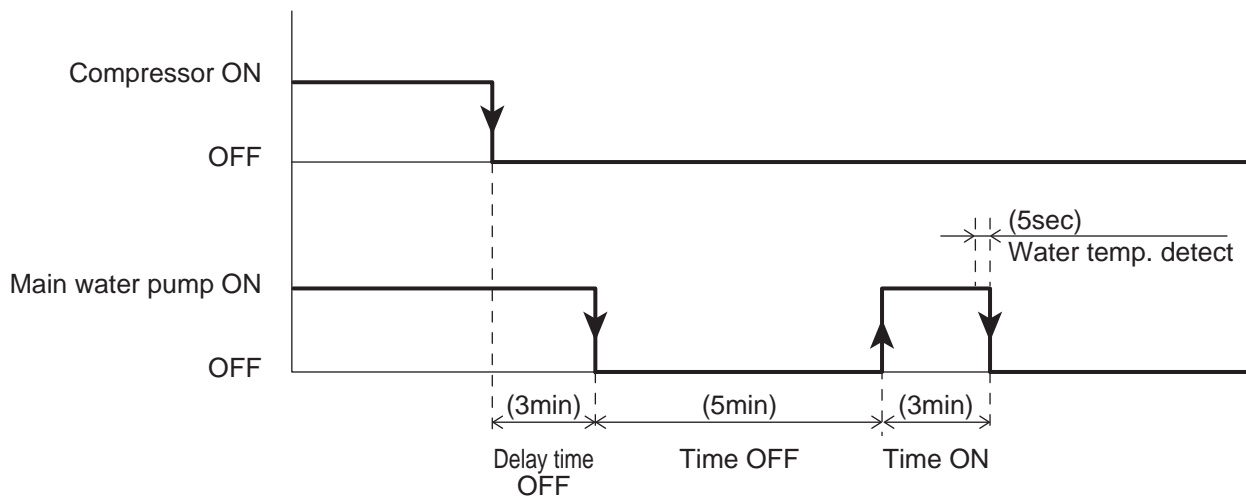 Compressor ON
OFF
(5sec)
Water temp. detect
Main water pump ON
OFF
(3min)
(5min)
(3min)
Delay time
OFF
Time OFF
Time ON